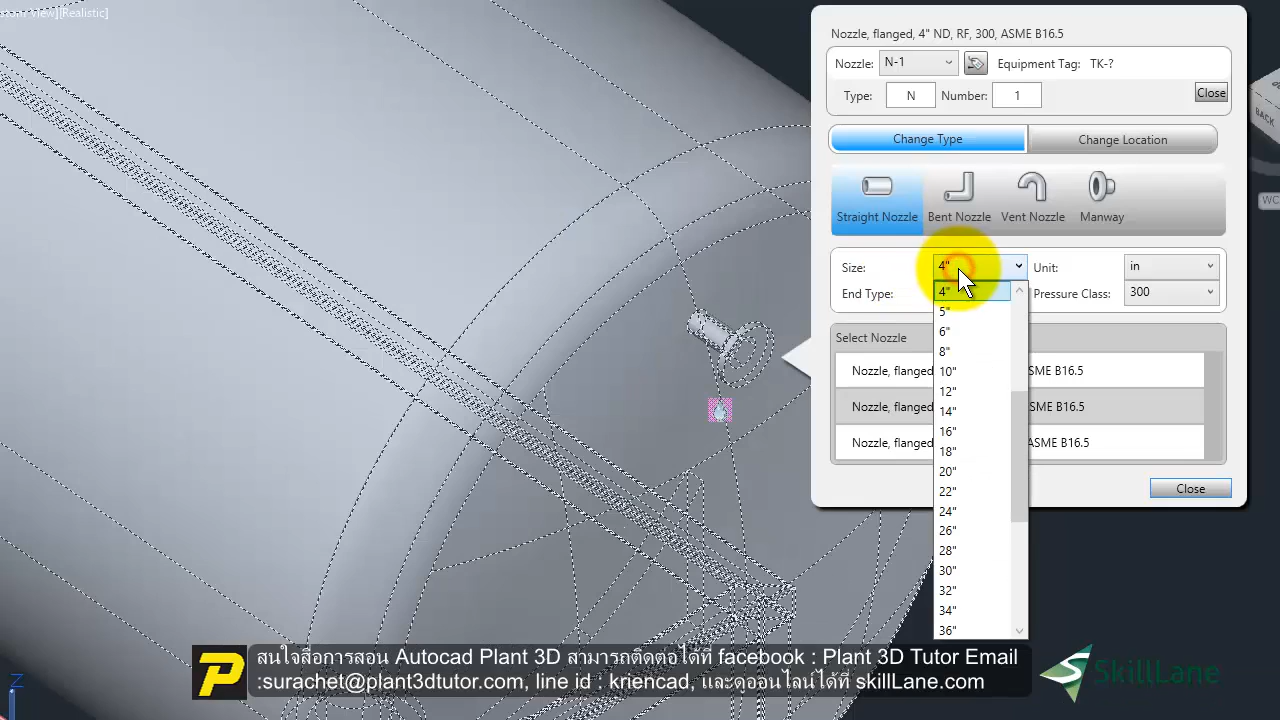 stom View][Realistic]
Nozzle, flanged, 4" ND, RF, 300, ASME B16.5
Nozzle: N-1 Equipment Tag: TK-?
Type: N Number: 1 Close
Change Type Change Location
BACK
Straight Nozzle Bent Nozzle Vent Nozzle Manway
WC
Size: 4" Unit: in
End Type: Pressure Class: 300
4"
5"
6"
8"
10"
12"
14"
16"
18"
20"
22"
24"
26"
28"
30"
32"
34"
36"
Select Nozzle
Nozzle, flanged ASME B16.5
Nozzle, flanged SME B16.5
Nozzle, flanged ASME B16.5
Close
Z
P สนใจสื่อการสอน Autocad Plant 3D สามารถติดต่อได้ที่ facebook : Plant 3D Tutor Email
:surachet@plant3dtutor.com, line id : kriencad, และดูออนไลน์ได้ที่ skillLane.com
SkillLane